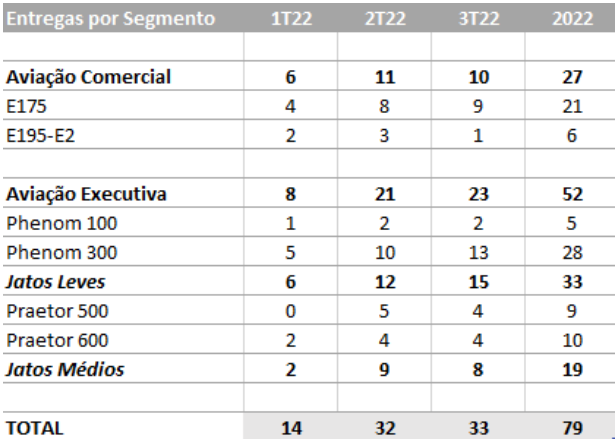 Entregas por Segmento 1T22 2T22 3T22 2022
Aviação Comercial 6 11 10 27
E175 4 8 9 21
E195-E2 2 3 1 6
Aviação Executiva 8 21 23 52
Phenom 100 1 2 2 5
Phenom 300 5 10 13 28
Jatos Leves 6 12 15 33
Praetor 500 0 5 4 9
Praetor 600 2 4 4 10
Jatos Médios 2 9 8 19
TOTAL 14 32 33 79